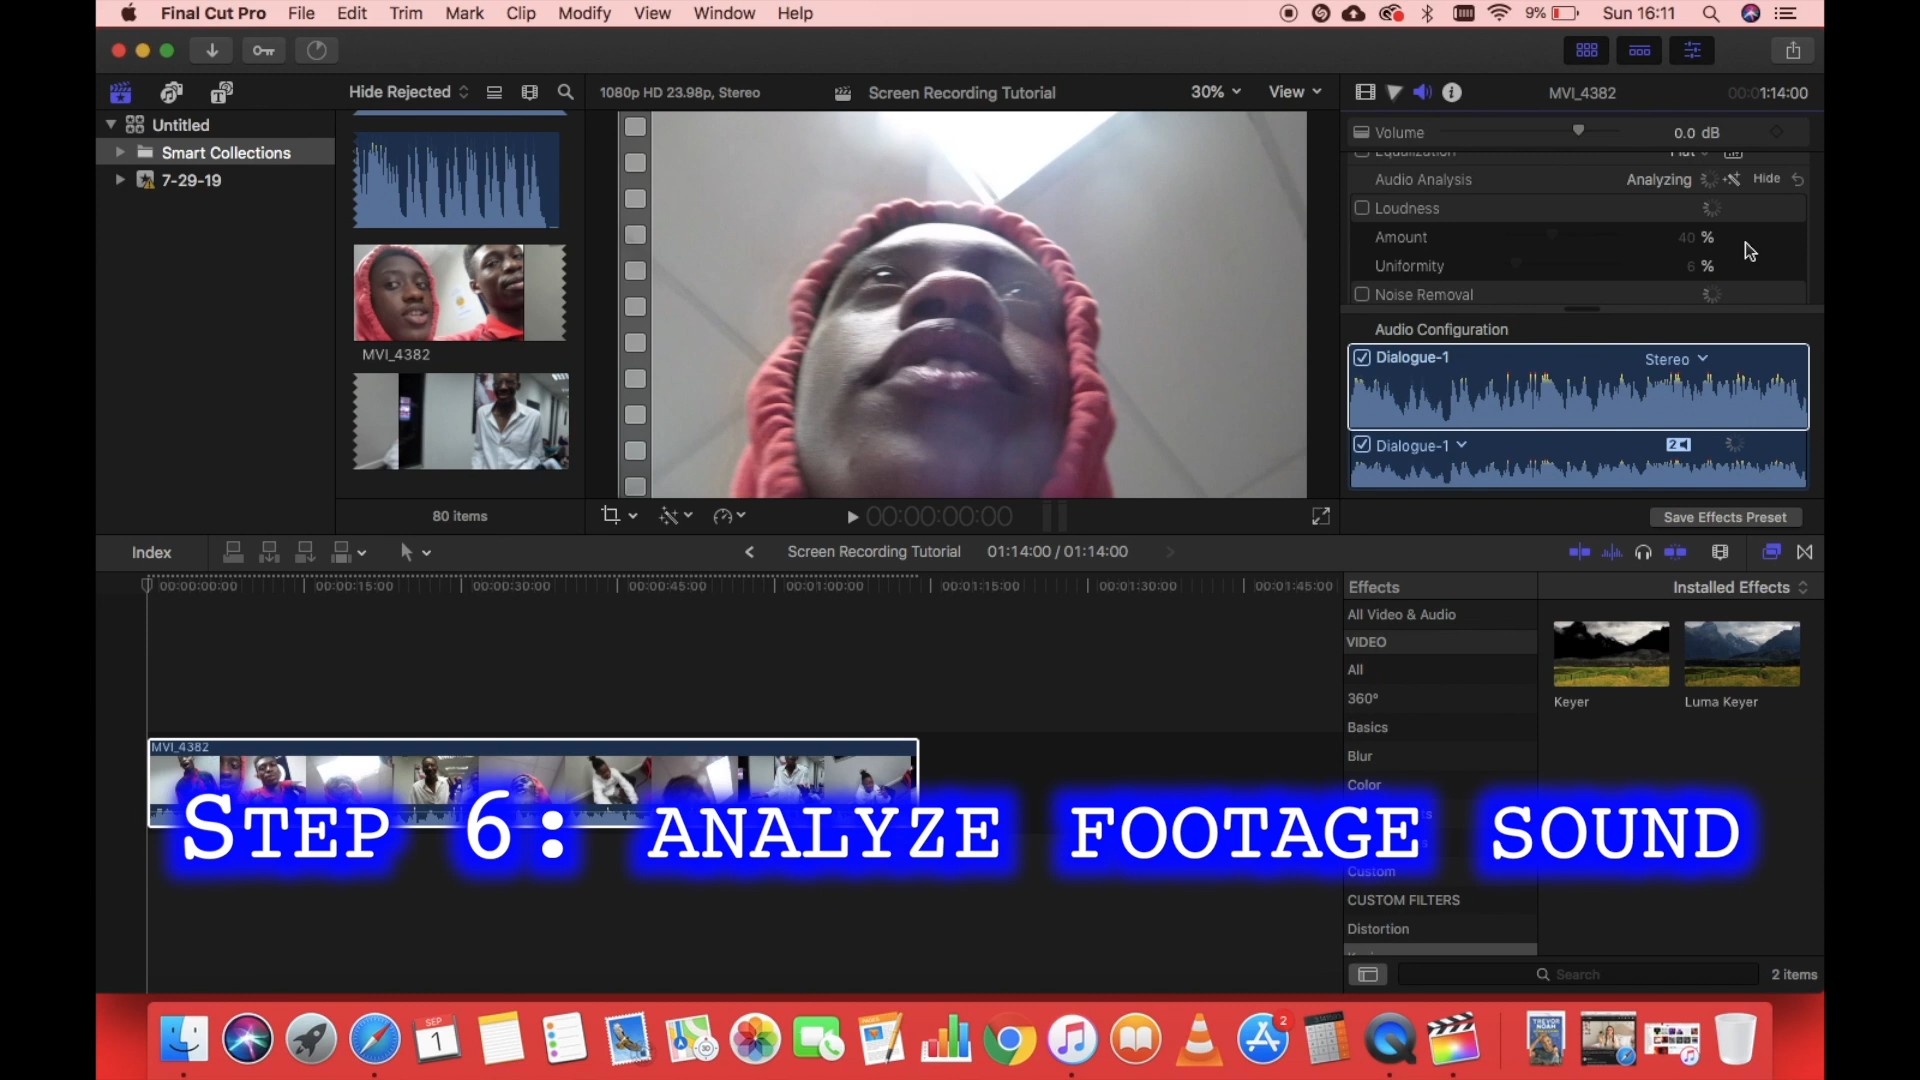 Final Cut Pro File Edit Trim Mark Clip Modify View Window Help 9% Sun 16:11
Hide Rejected 1080p HD 23.98p, Stereo Screen Recording Tutorial 30% View MVI_4382 00:01:14:00
Untitled
Smart Collections
7-29-19
MVI_4382
80 items
00:00:00:00
Volume 0.0 dB
Equalization Flat
Audio Analysis Analyzing Hide
Loudness
Amount 40 %
Uniformity 6 %
Noise Removal
Audio Configuration
Dialogue-1 Stereo
Dialogue-1 2
Save Effects Preset
Index Screen Recording Tutorial 01:14:00 / 01:14:00
00:00:00:00 00:00:15:00 00:00:30:00 00:00:45:00 00:01:00:00 00:01:15:00 00:01:30:00 00:01:45:00
MVI_4382
Effects Installed Effects
All Video & Audio
VIDEO
All
360°
Basics
Blur
Color
Custom
CUSTOM FILTERS
Distortion
Keyer Luma Keyer
Search 2 items
Step 6: analyze footage sound
SEP
1
2